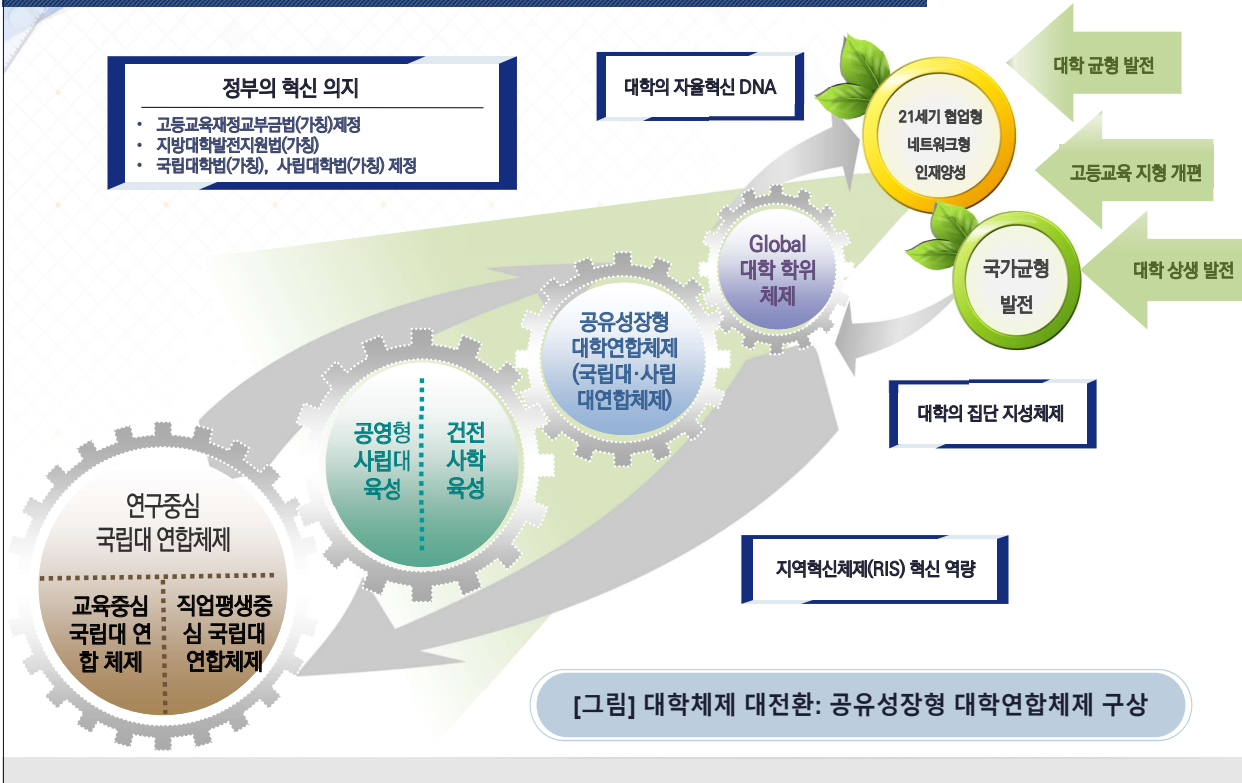 정부의 혁신 의지
• 고등교육재정교부금법(가칭)제정
• 지방대학발전지원법(가칭)
• 국립대학법(가칭), 사립대학법(가칭) 제정
대학의 자율혁신 DNA
21세기 협업형
네트워크형
인재양성
대학 균형 발전
고등교육 지형 개편
대학 상생 발전
국가균형
발전
Global
대학 학위
체제
공유성장형
대학연합체제
(국립대·사립
대연합체제)
공영형
사립대
육성
건전
사학
육성
연구중심
국립대 연합체제
교육중심
국립대 연
합 체제
직업평생중
심 국립대
연합체제
대학의 집단 지성체제
지역혁신체제(RIS) 혁신 역량
[그림] 대학체제 대전환: 공유성장형 대학연합체제 구상